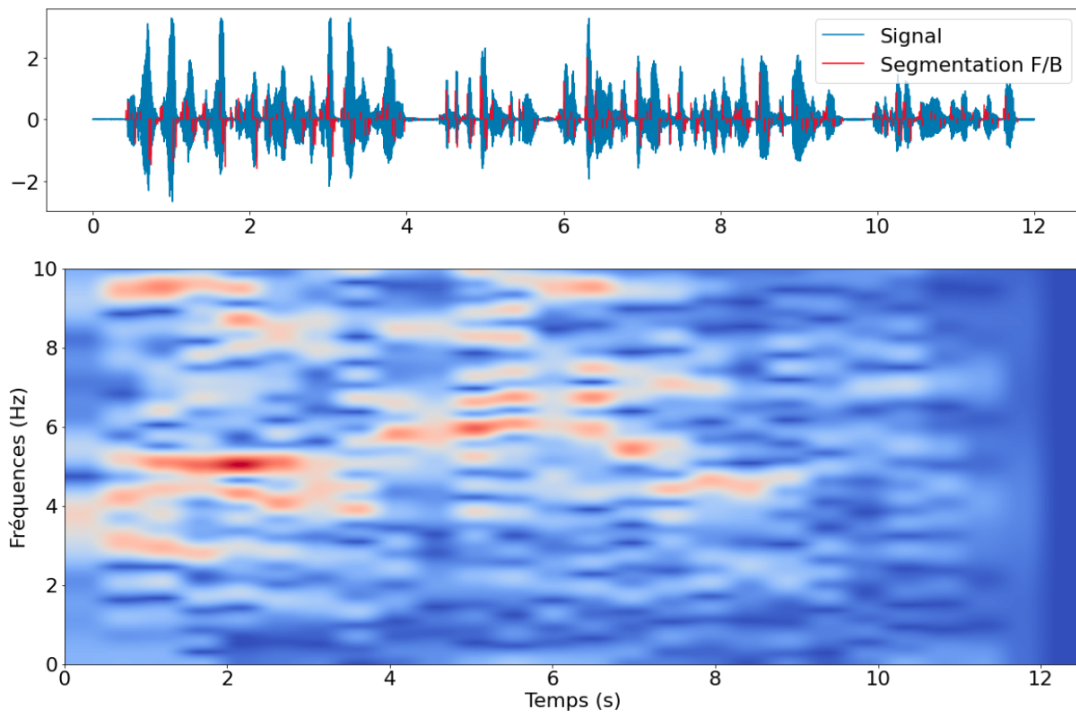 2
0
−2
Signal
Segmentation F/B
0 2 4 6 8 10 12
10
8
6
4
2
0
Fréquences (Hz)
0 2 4 6 8 10 12
Temps (s)